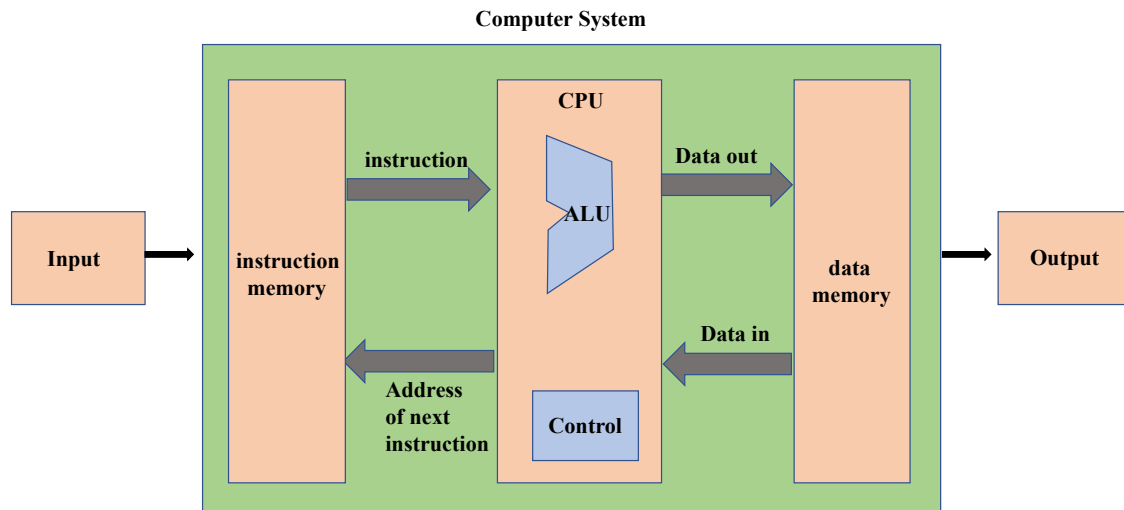 Computer System
Input
instruction
memory
instruction
Address
of next
instruction
CPU
ALU
Control
Data out
Data in
data
memory
Output